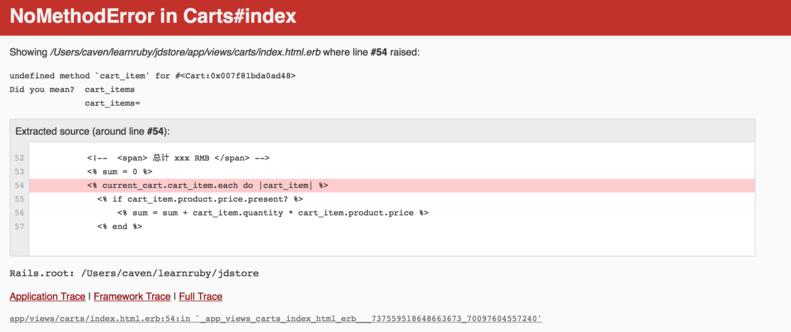 NoMethodError in Carts#index
Showing /Users/caven/learnruby/jdstore/app/views/carts/index.html.erb where line #54 raised:
undefined method `cart_item' for #<Cart:0x007f81bda0ad48>
Did you mean?  cart_items
cart_items=
Extracted source (around line #54):
52 <!--  <span> 总计 xxx RMB </span> -->
53 <% sum = 0 %>
54 <% current_cart.cart_item.each do |cart_item| %>
55 <% if cart_item.product.price.present? %>
56 <% sum = sum + cart_item.quantity * cart_item.product.price %>
57 <% end %>
Rails.root: /Users/caven/learnruby/jdstore
Application Trace | Framework Trace | Full Trace
app/views/carts/index.html.erb:54:in `_app_views_carts_index_html_erb___737559518648663673_70097604557240'